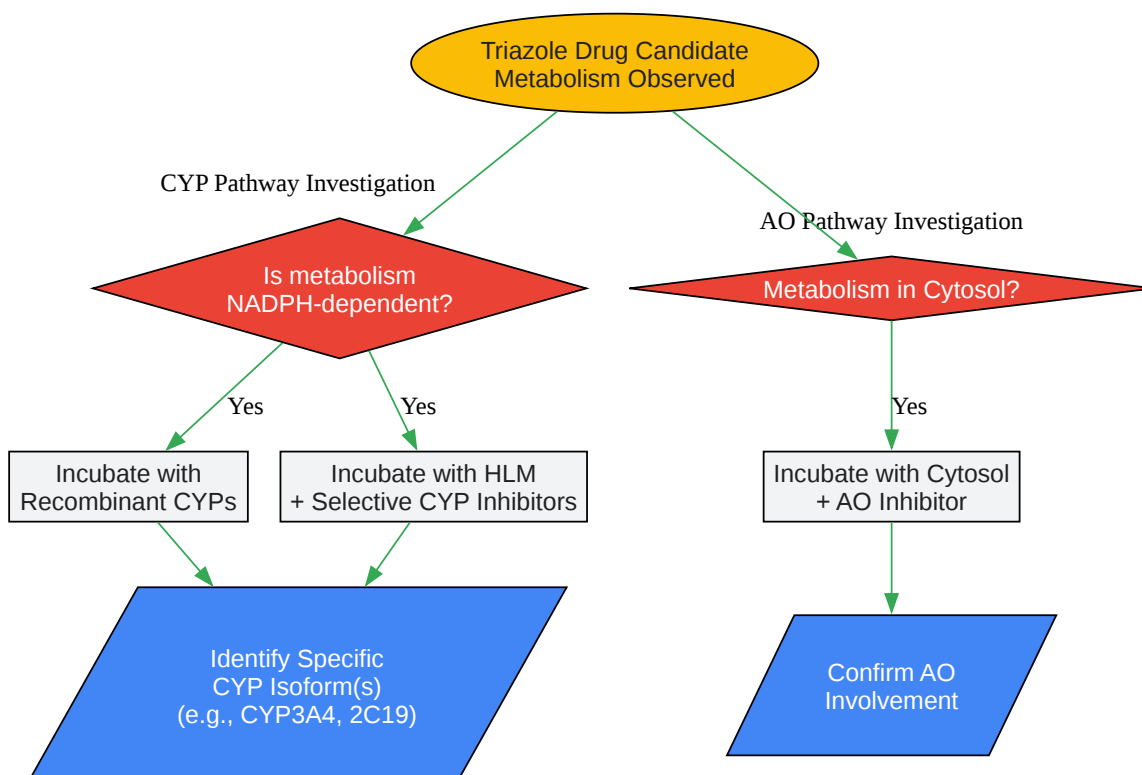 Triazole Drug Candidate
Metabolism Observed
CYP Pathway Investigation
AO Pathway Investigation
Is metabolism
NADPH-dependent?
Metabolism in Cytosol?
Yes
Yes
Yes
Incubate with
Recombinant CYPs
Incubate with HLM
+ Selective CYP Inhibitors
Incubate with Cytosol
+ AO Inhibitor
Identify Specific
CYP Isoform(s)
(e.g., CYP3A4, 2C19)
Confirm AO
Involvement